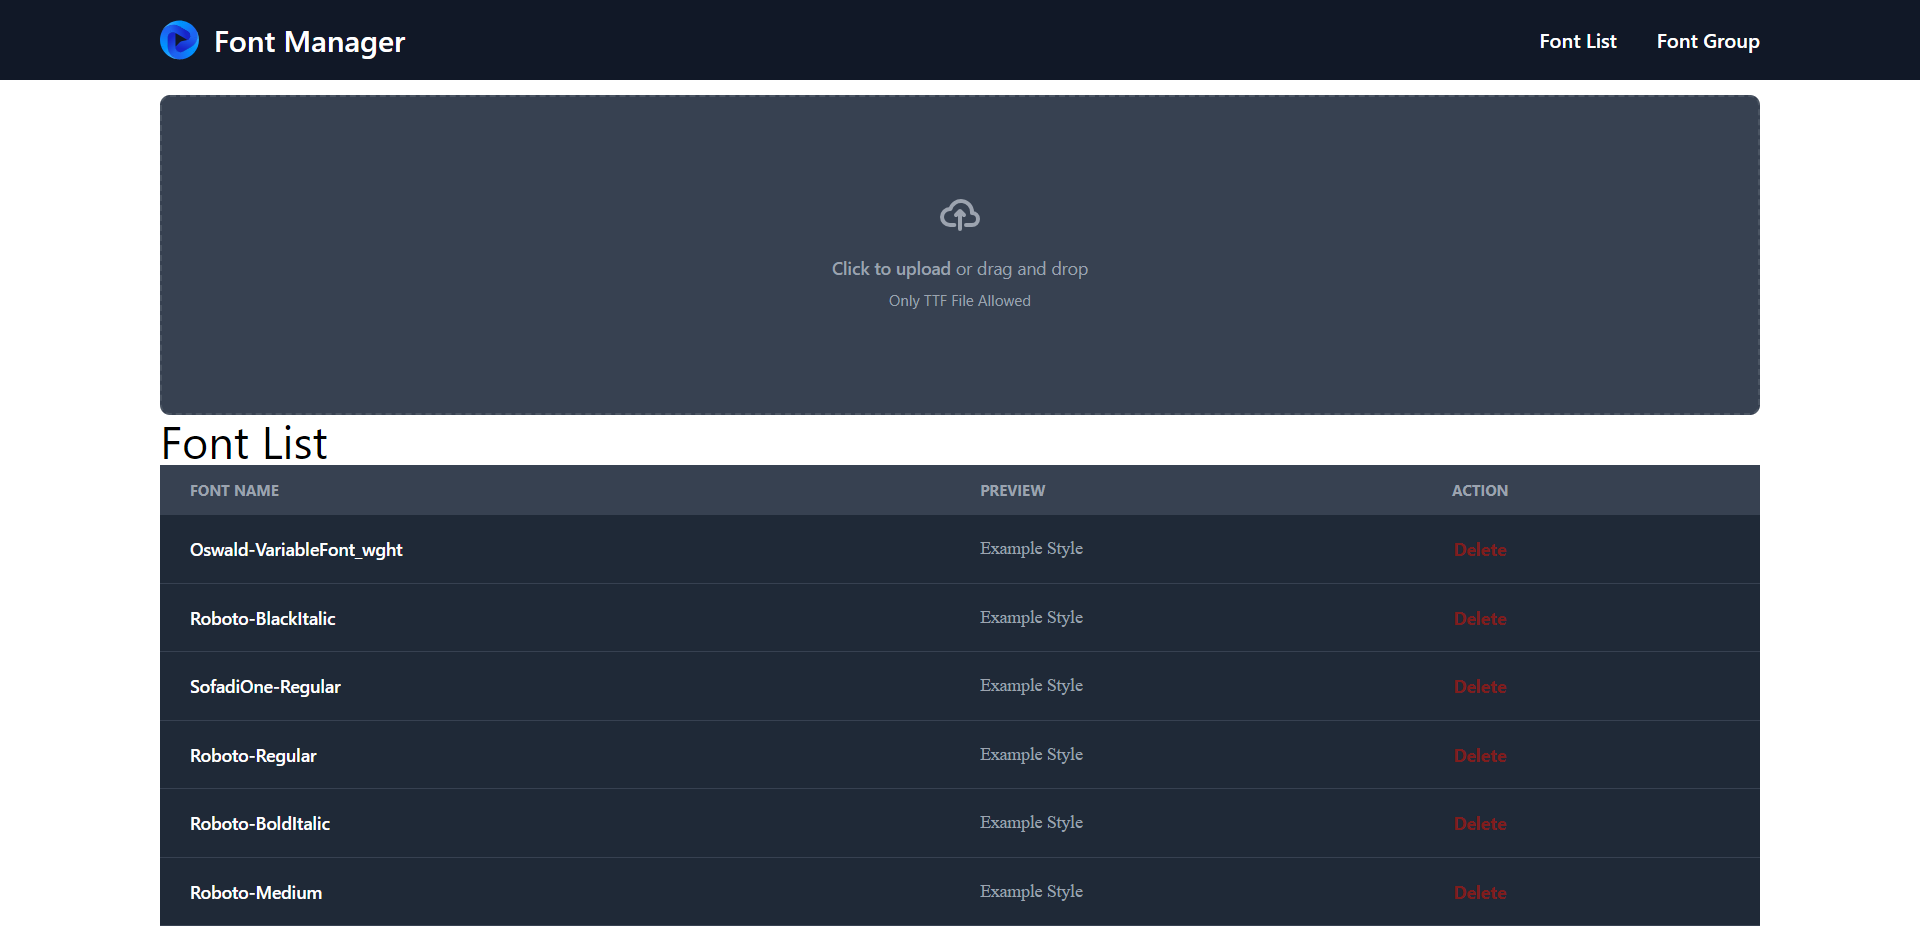 Font Manager
Font List
Font Group
Click to upload or drag and drop
Only TTF File Allowed
Font List
FONT NAME PREVIEW ACTION
Oswald-VariableFont_wght Example Style Delete
Roboto-BlackItalic Example Style Delete
SofadiOne-Regular Example Style Delete
Roboto-Regular Example Style Delete
Roboto-BoldItalic Example Style Delete
Roboto-Medium Example Style Delete